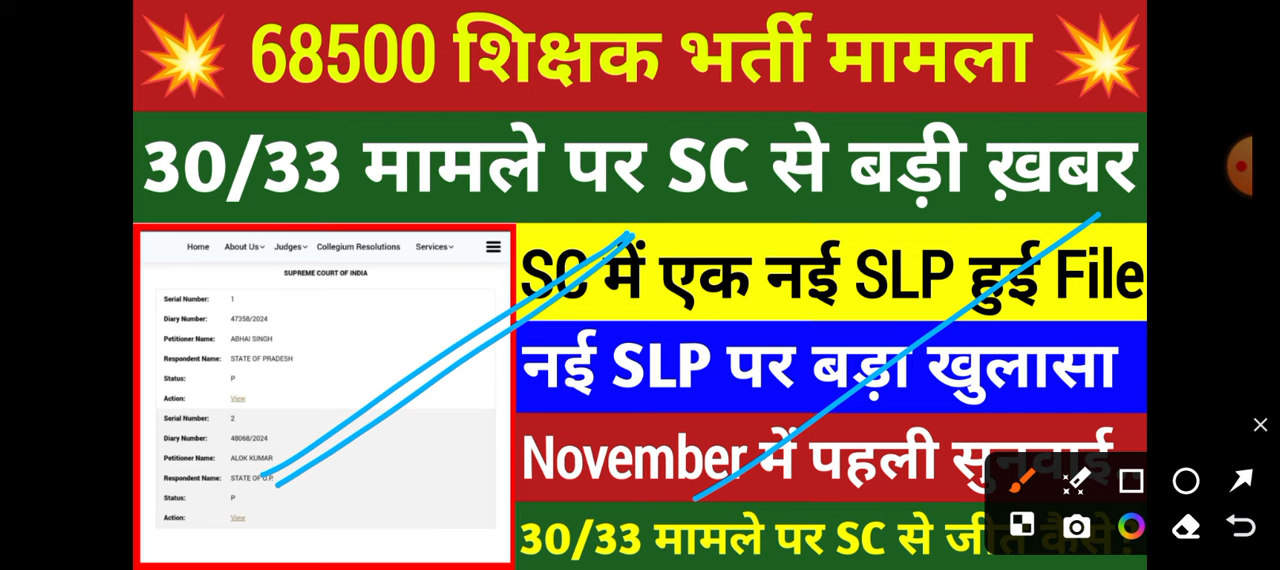 68500 शिक्षक भर्ती मामला
30/33 मामले पर SC से बड़ी ख़बर
Home About Us Judges Collegium Resolutions Services
SUPREME COURT OF INDIA
Serial Number: 1
Diary Number: 47358/2024
Petitioner Name: ABHAI SINGH
Respondent Name: STATE OF PRADESH
Status: P
Action: View
Serial Number: 2
Diary Number: 48068/2024
Petitioner Name: ALOK KUMAR
Respondent Name: STATE OF U.P.
Status: P
Action: View
SC में एक नई SLP हुई File
नई SLP पर बड़ा खुलासा
November में पहली सुनवाई
30/33 मामले पर SC से जीत कैसे?